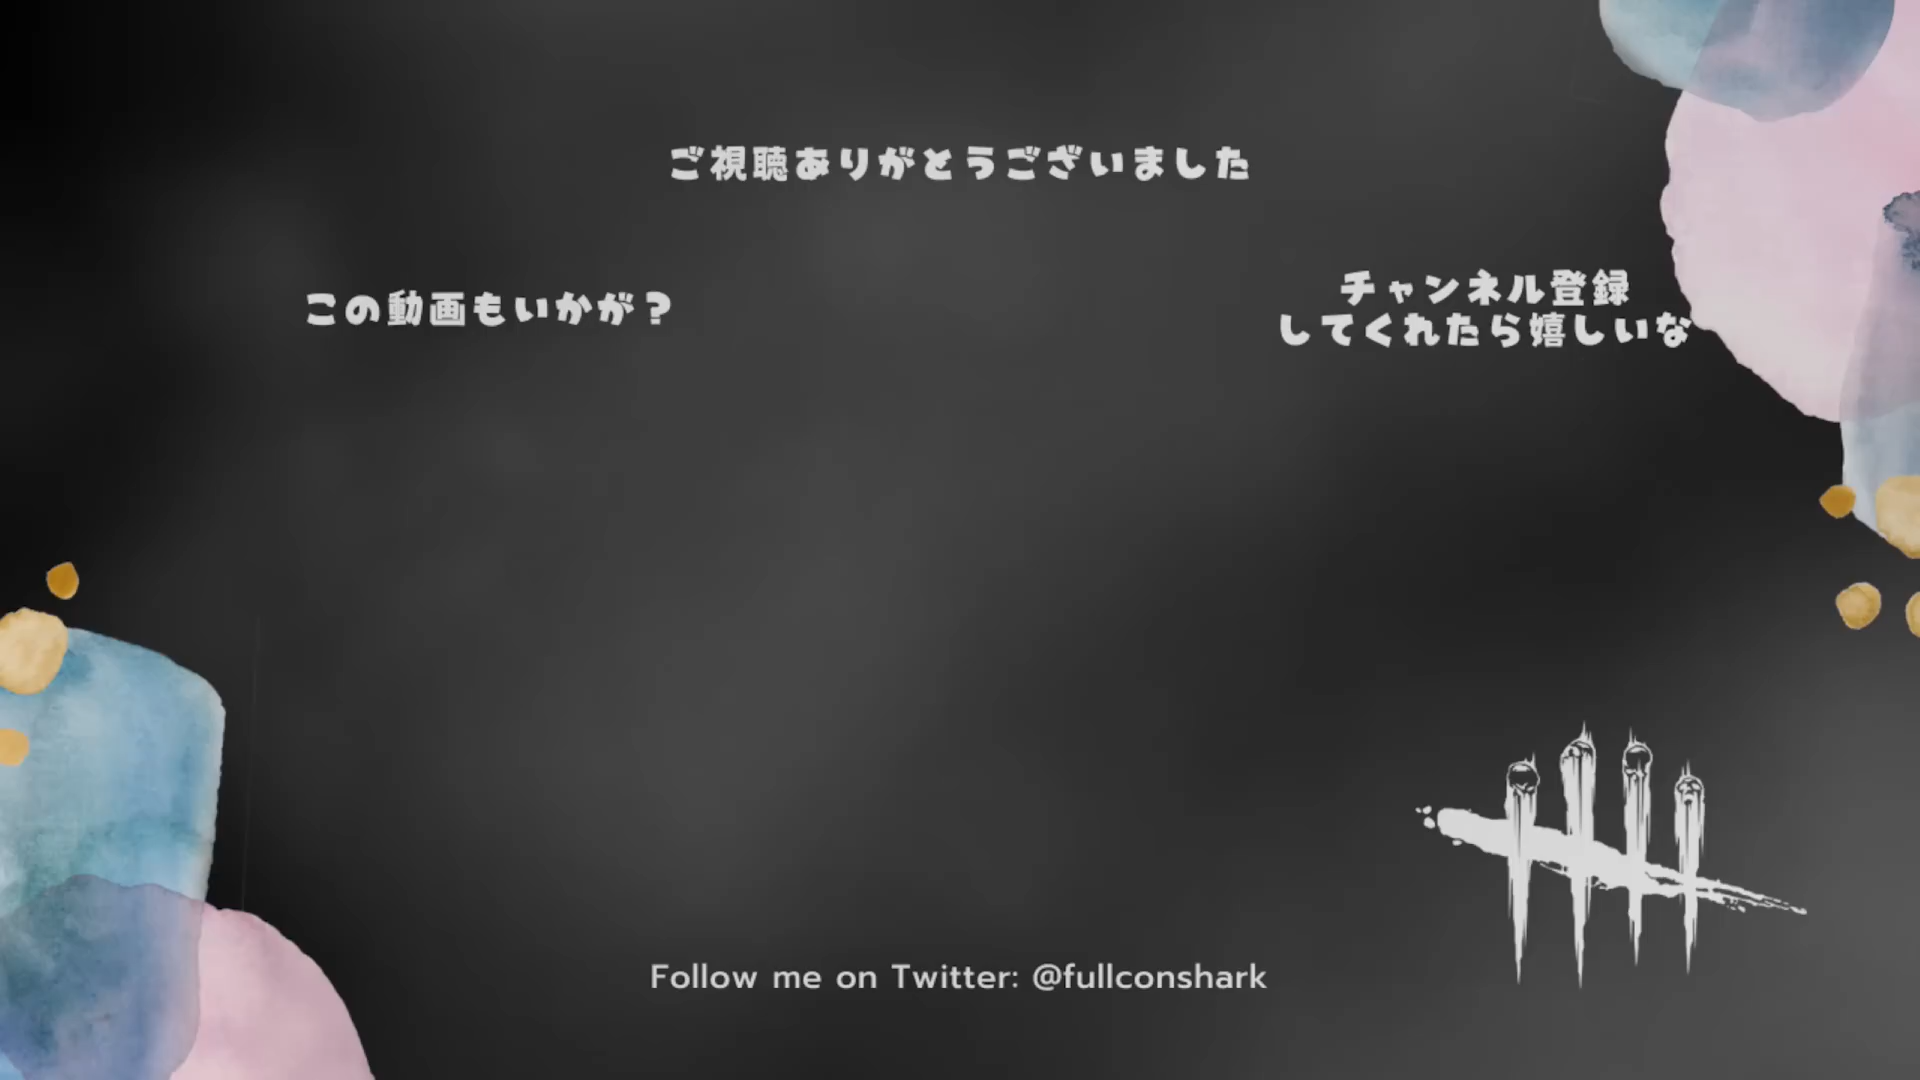 ご視聴ありがとうございました
この動画もいかが？
チャンネル登録
してくれたら嬉しいな
Follow me on Twitter: @fullconshark